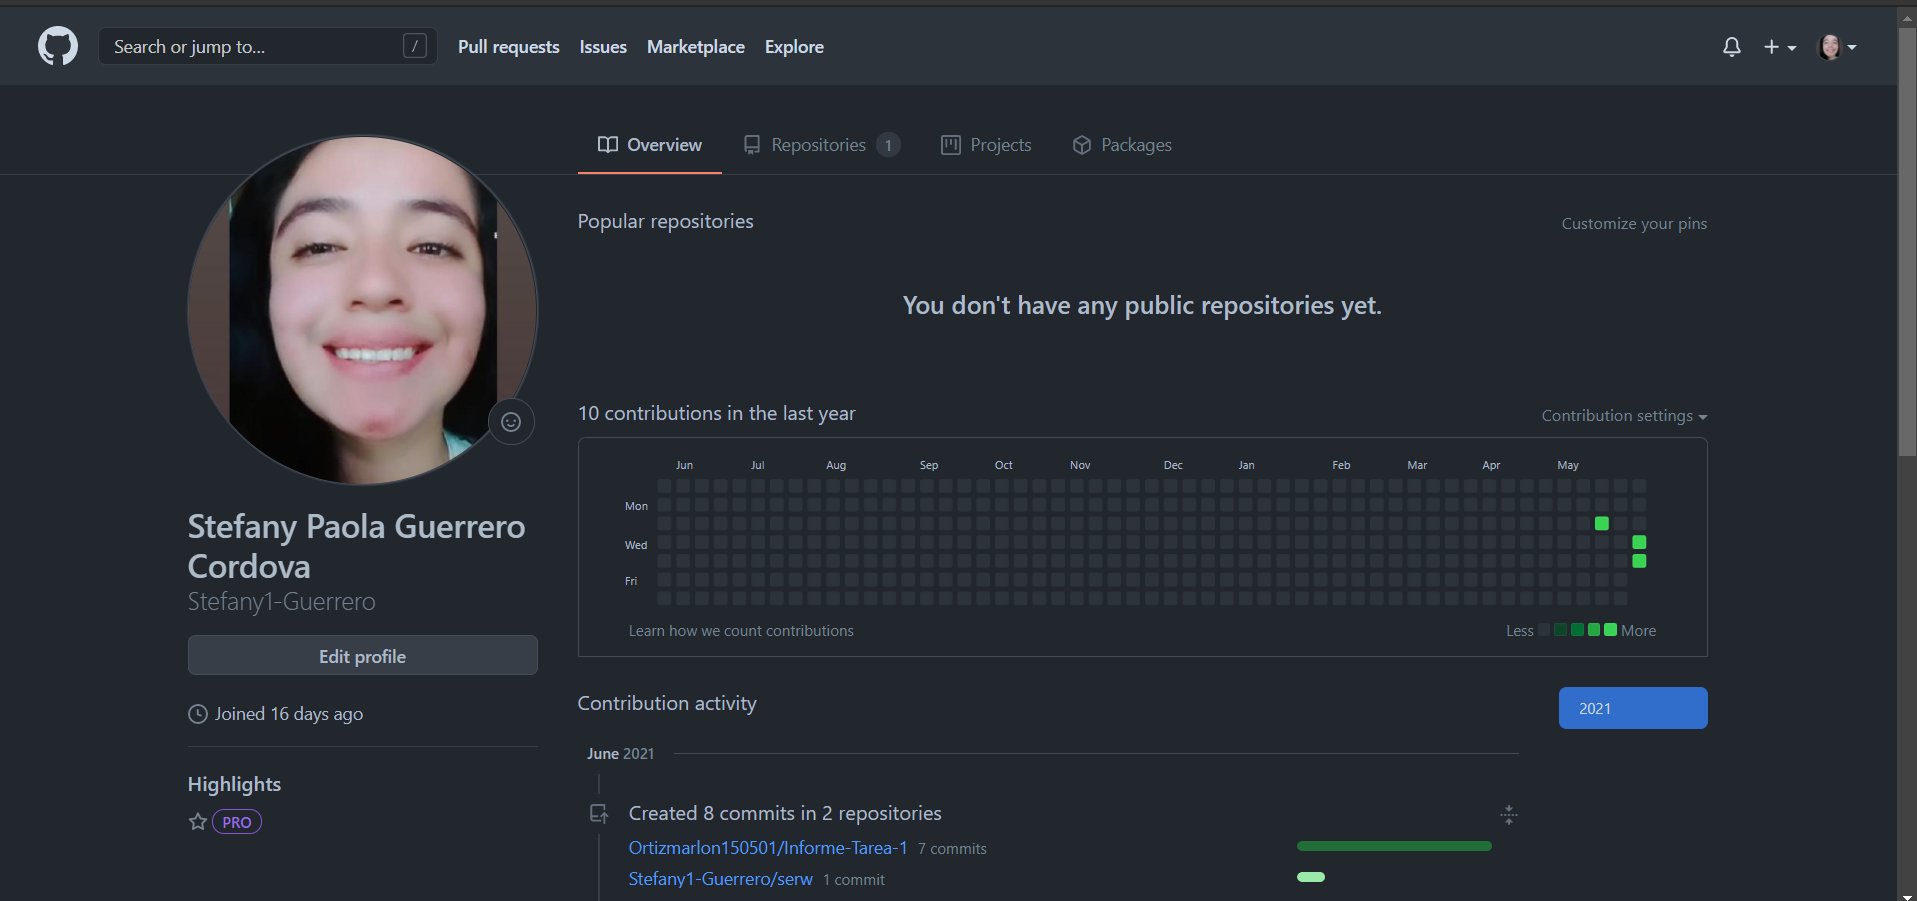 Search or jump to... / Pull requests Issues Marketplace Explore
Overview Repositories 1 Projects Packages
Popular repositories Customize your pins
You don't have any public repositories yet.
10 contributions in the last year Contribution settings
Jun Jul Aug Sep Oct Nov Dec Jan Feb Mar Apr May
Mon
Wed
Fri
Learn how we count contributions Less More
Stefany Paola Guerrero
Cordova
Stefany1-Guerrero
Edit profile
Joined 16 days ago
Highlights
PRO
Contribution activity 2021
June 2021
Created 8 commits in 2 repositories
Ortizmarlon150501/Informe-Tarea-1 7 commits
Stefany1-Guerrero/serw 1 commit